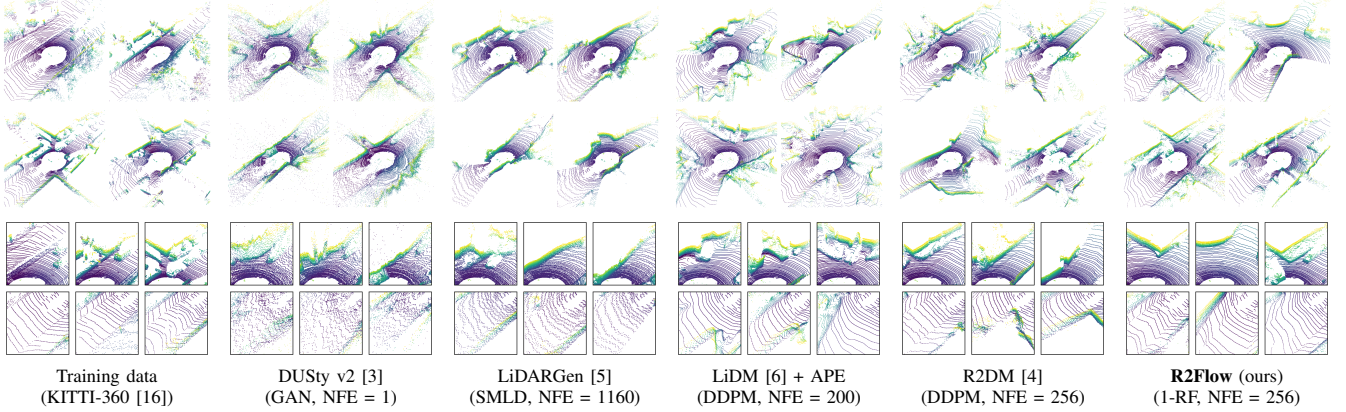 Training data
(KITTI-360 [16])
DUSty v2 [3]
(GAN, NFE = 1)
LiDARGen [5]
(SMLD, NFE = 1160)
LiDM [6] + APE
(DDPM, NFE = 200)
R2DM [4]
(DDPM, NFE = 256)
R2Flow (ours)
(1-RF, NFE = 256)